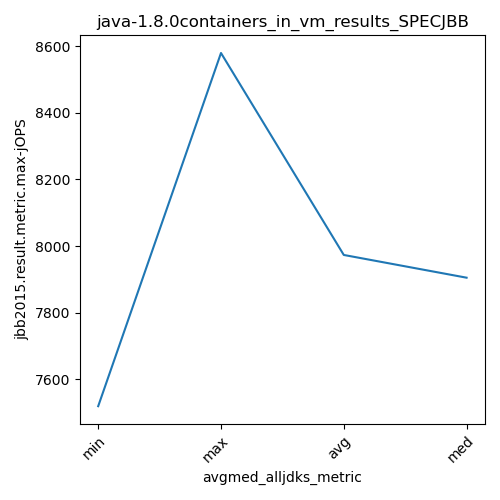 java-1.8.0containers_in_vm_results_SPECJBB
jbb2015.result.metric.max-jOPS
8600
8400
8200
8000
7800
7600
min
max
avg
med
avgmed_alljdks_metric